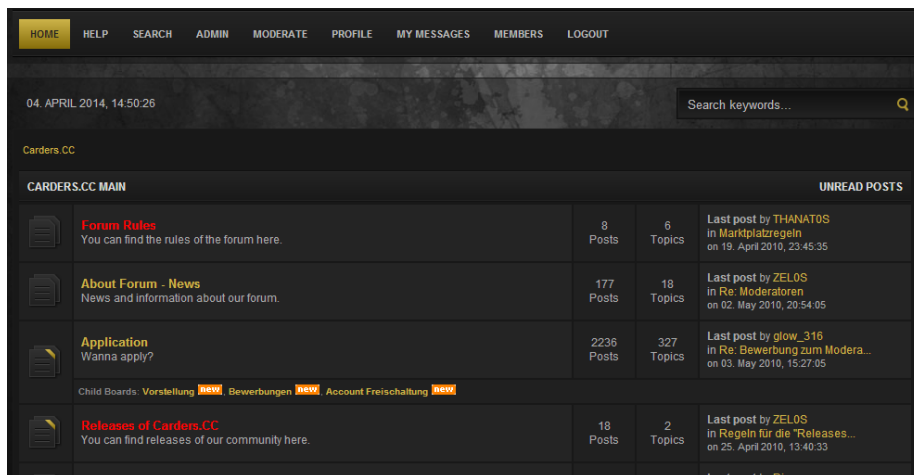 HOME HELP SEARCH ADMIN MODERATE PROFILE MY MESSAGES MEMBERS LOGOUT
04. APRIL 2014, 14:50:26
Search keywords...
Carders.CC
CARDERS.CC MAIN UNREAD POSTS
Forum Rules
You can find the rules of the forum here.
8 Posts
6 Topics
Last post by THANAT0S
in Marktplatzregeln
on 19. April 2010, 23:45:35
About Forum - News
News and information about our forum.
177 Posts
18 Topics
Last post by ZEL0S
in Re: Moderatoren
on 02. May 2010, 20:54:05
Application
Wanna apply?
2236 Posts
327 Topics
Last post by glow_316
in Re: Bewerbung zum Modera...
on 03. May 2010, 15:27:05
Child Boards: Vorstellung new, Bewerbungen new, Account Freischaltung new
Releases of Carders.CC
You can find releases of our community here.
18 Posts
2 Topics
Last post by ZEL0S
in Regeln für die "Releases...
on 25. April 2010, 13:40:33